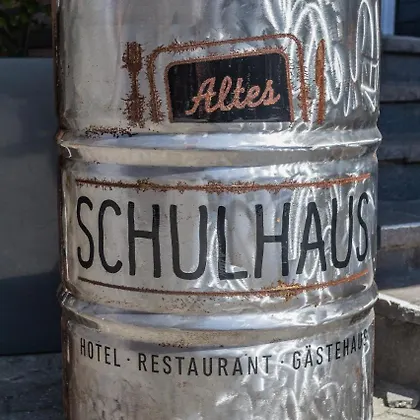 Altes
SCHULHAUS
HOTEL · RESTAURANT · GÄSTEHAUS